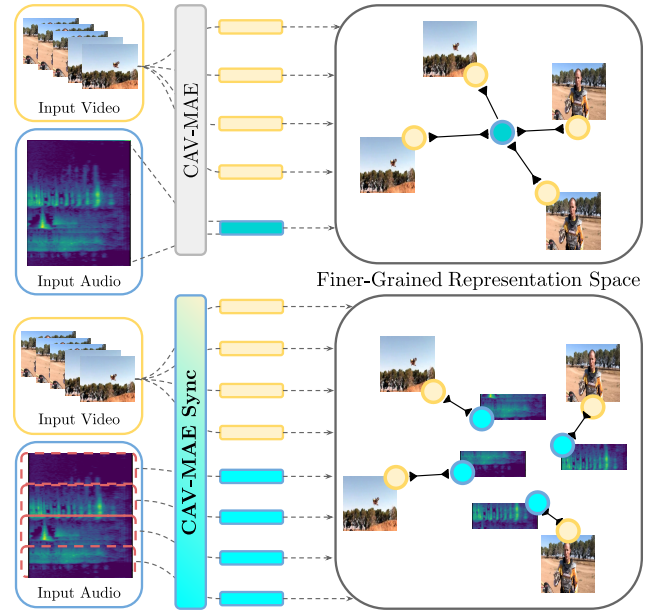 Input Video
CAV-MAE
Input Audio
Finer-Grained Representation Space
Input Video
CAV-MAE Sync
Input Audio